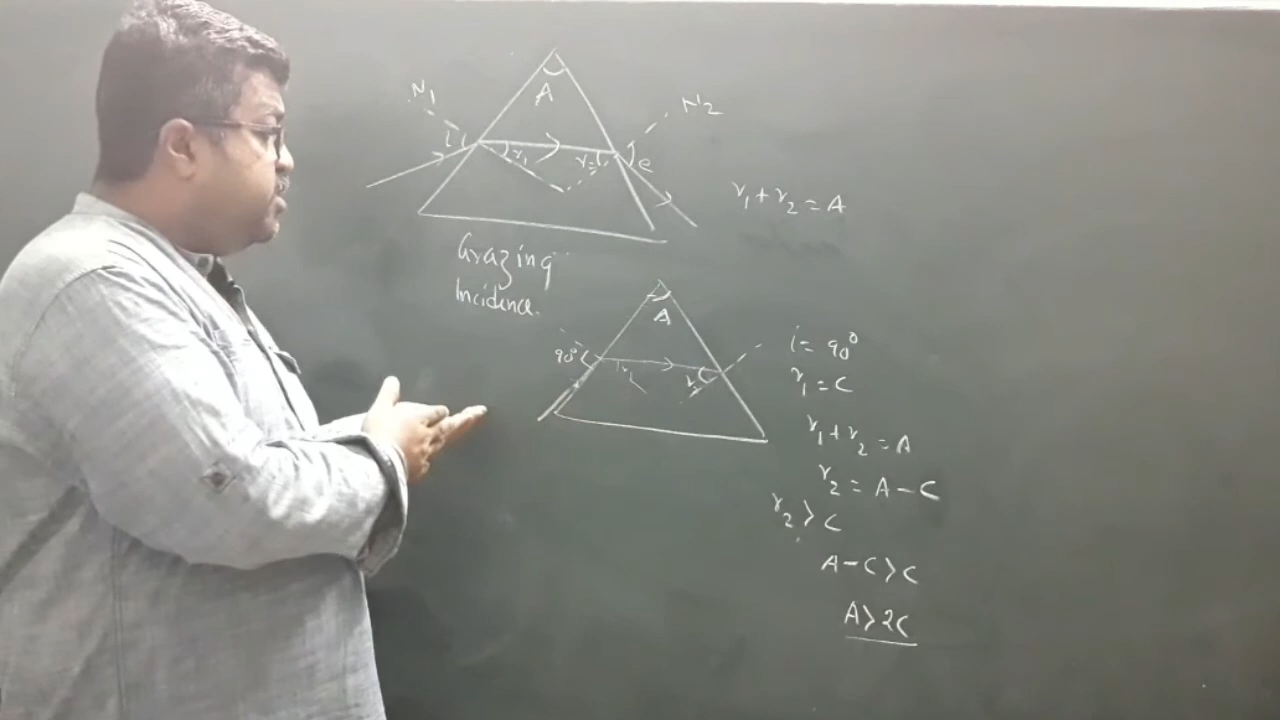 N1
A
N2
i
r1
r2
e
r1 + r2 = A
Grazing
Incidence.
A
90°
r1
r2
i = 90°
r1 = C
r1 + r2 = A
r2 = A - C
r2 > C
A - C > C
A > 2C